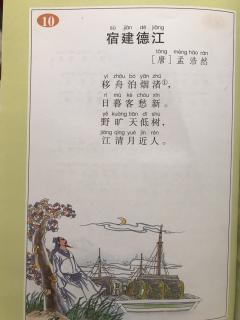 10
sù jiàn dé jiāng
宿建德江
táng mèng hào rán
[唐] 孟浩然
yí zhōu bó yān zhǔ
移舟泊烟渚①,
rì mù kè chóu xīn
日暮客愁新。
yě kuàng tiān dī shù
野旷天低树,
jiāng qīng yuè jìn rén
江清月近人。